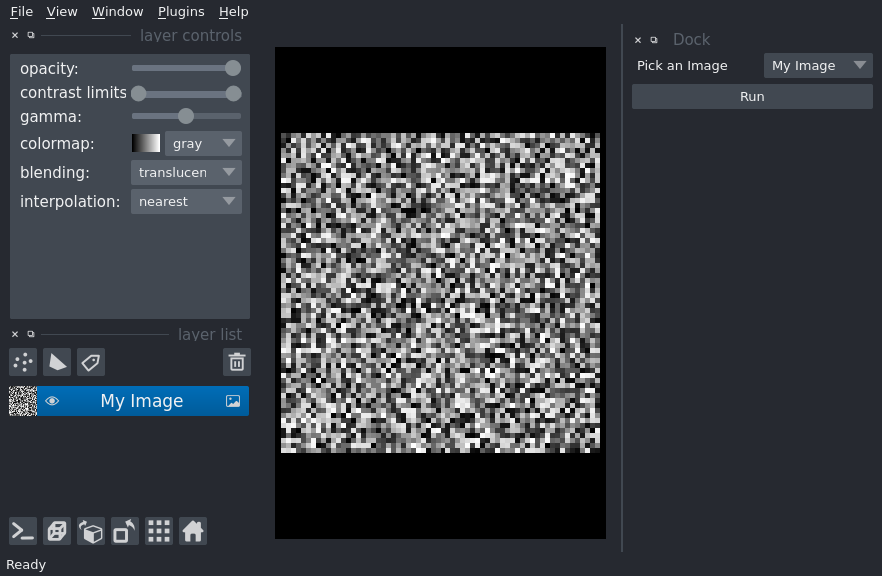 File View Window Plugins Help
layer controls
opacity:
contrast limits
gamma:
colormap: gray
blending: translucen
interpolation: nearest
layer list
My Image
Ready
Dock
Pick an Image My Image
Run